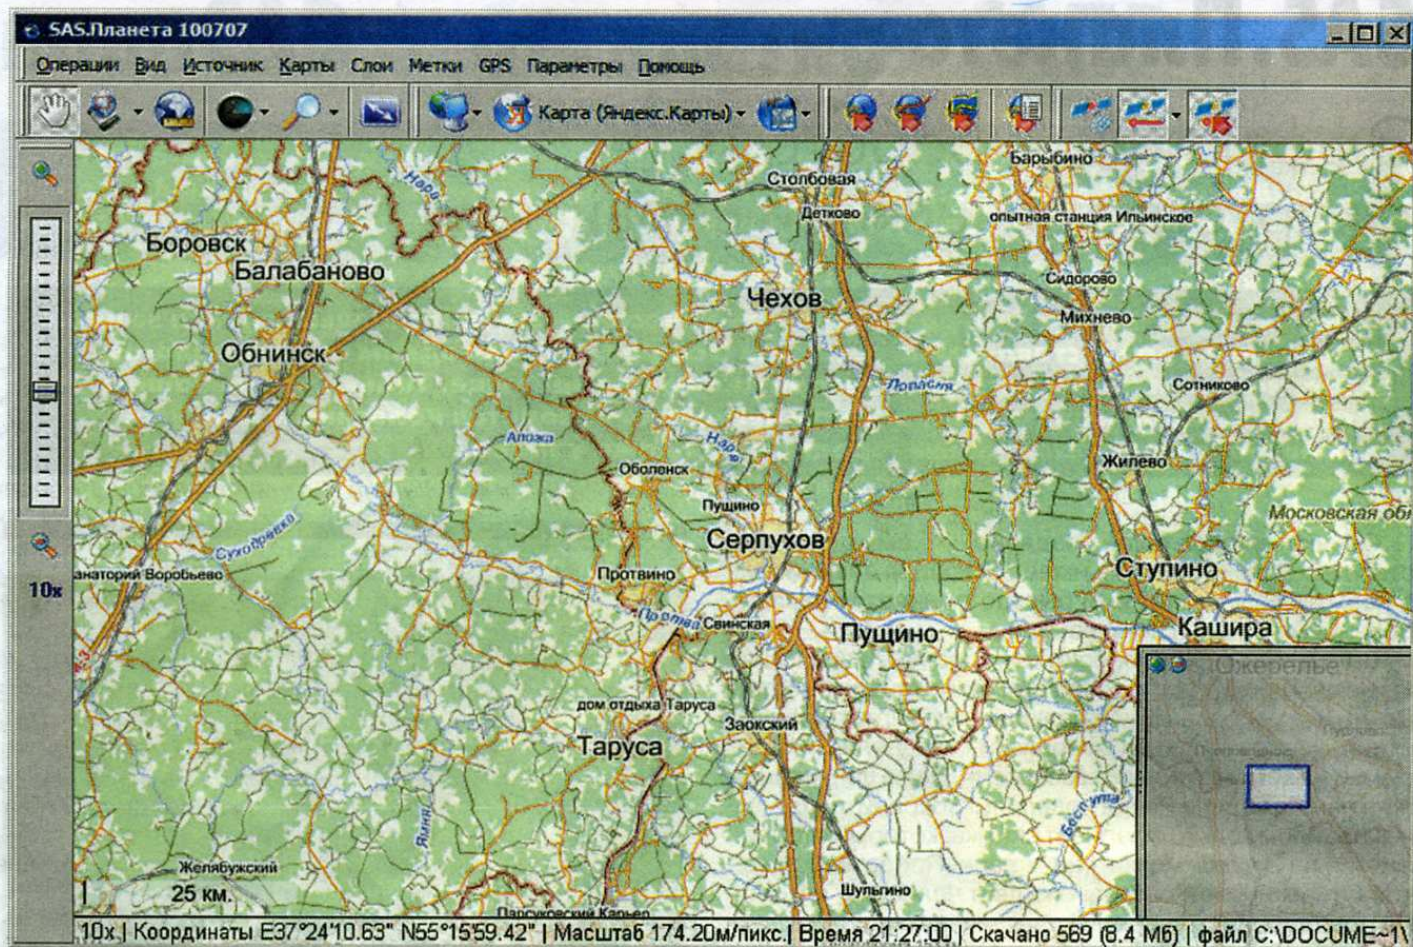 SAS.Планета 100707
Операции Вид Источник Карты Слои Метки GPS Параметры Помощь
Карта (Яндекс.Карты)
Барыбино
Столбовая
Нара
Детково
опытная станция Ильинское
Боровск
Балабаново
Сидорово
Чехов
Михнево
Обнинск
Лопасня
Сотниково
Аложа
Нара
Оболенск
Жилево
Пущино
Московская обл
Серпухов
Суходревка
Ступино
анаторий Воробьево
Протвино
10x
Протва
Свинская
Пущино
Кашира
Ожерелье
дом отдыха Таруса
Заокский
Таруса
Беспута
Желябужский
25 км.
Шульгино
Парсуковский Карьер
10x | Координаты E37°24'10.63" N55°15'59.42" | Масштаб 174.20м/пикс. | Время 21:27:00 | Скачано 569 (8.4 Мб) | файл C:\DOCUME~1\